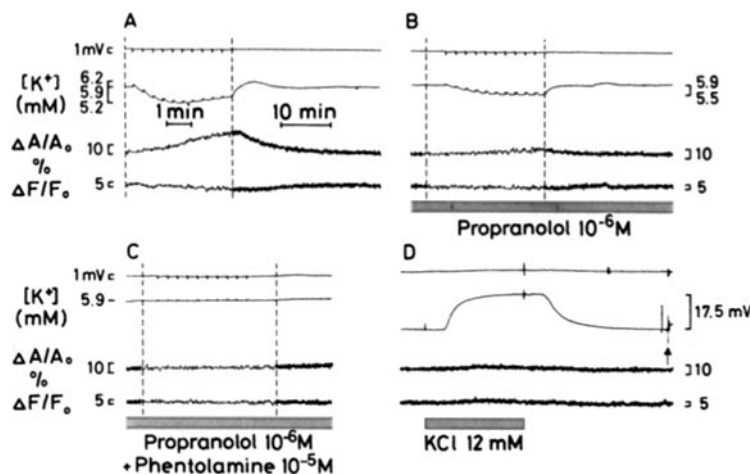 A
1mV
[K⁺]
(mM)
6.2
5.9
5.2
1 min
10 min
ΔA/A₀
10
%
ΔF/F₀
5
B
5.9
5.5
10
5
Propranolol 10⁻⁶M
C
1mV
[K⁺]
(mM)
5.9
ΔA/A₀
10
%
ΔF/F₀
5
Propranolol 10⁻⁶M
+ Phentolamine 10⁻⁵M
D
17.5 mV
10
5
KCl 12 mM